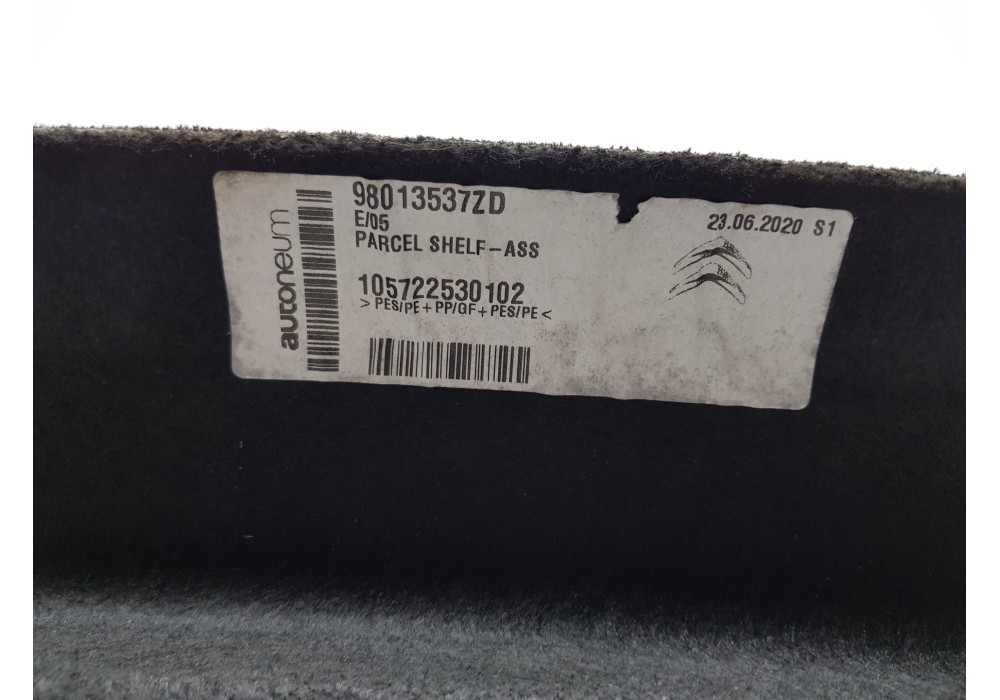 autoneum
98013537ZD
E/05
PARCEL SHELF-ASS
105722530102
> PES/PE + PP/GF + PES/PE <
23.06.2020 S1